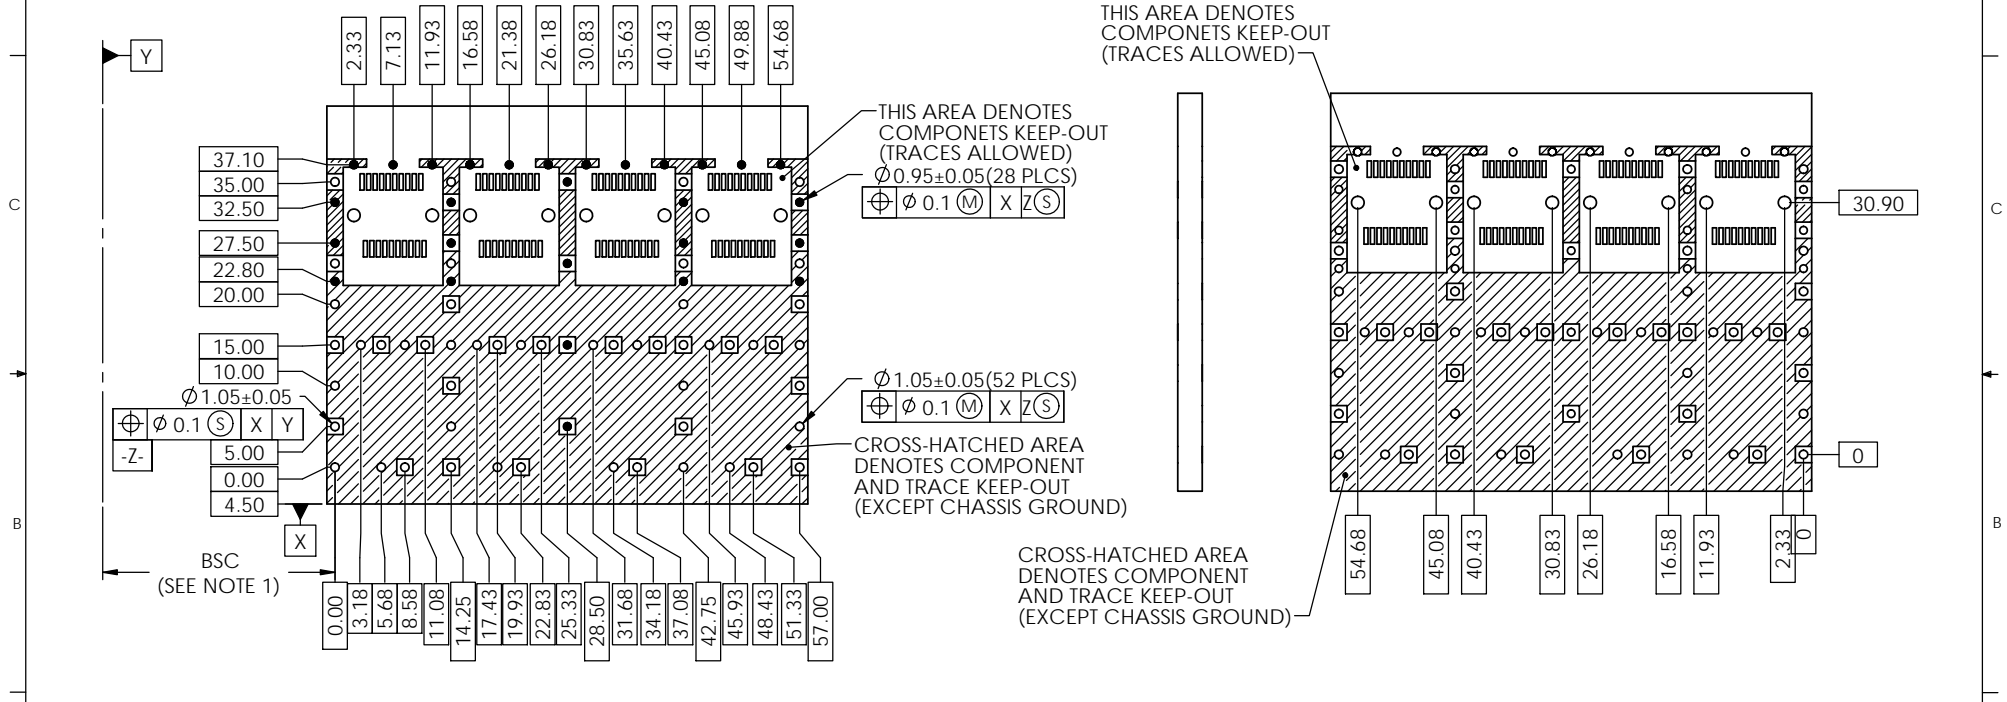 Y
2.33
7.13
11.93
16.58
21.38
26.18
30.83
35.63
40.43
45.08
49.88
54.68
THIS AREA DENOTES
COMPONETS KEEP-OUT
(TRACES ALLOWED)
Ø0.95±0.05(28 PLCS)
⌖ Ø 0.1 Ⓜ X ZⓈ
37.10
35.00
32.50
27.50
22.80
20.00
15.00
10.00
Ø1.05±0.05
⌖ Ø 0.1 Ⓢ X Y
-Z-
5.00
0.00
4.50
X
BSC
(SEE NOTE 1)
Ø1.05±0.05(52 PLCS)
⌖ Ø 0.1 Ⓜ X ZⓈ
CROSS-HATCHED AREA
DENOTES COMPONENT
AND TRACE KEEP-OUT
(EXCEPT CHASSIS GROUND)
0.00
3.18
5.68
8.58
11.08
14.25
17.43
19.93
22.83
25.33
28.50
31.68
34.18
37.08
42.75
45.93
48.43
51.33
57.00
THIS AREA DENOTES
COMPONETS KEEP-OUT
(TRACES ALLOWED)
30.90
0
54.68
45.08
40.43
30.83
26.18
16.58
11.93
2.33
0
CROSS-HATCHED AREA
DENOTES COMPONENT
AND TRACE KEEP-OUT
(EXCEPT CHASSIS GROUND)
C
B
C
B